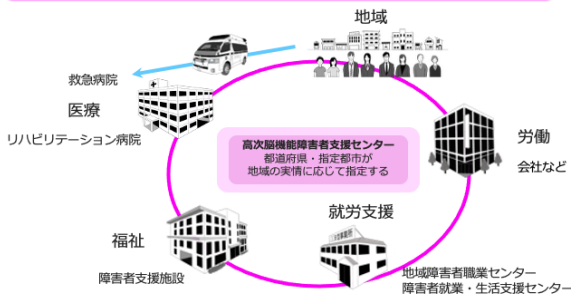 地域
救急病院
医療
リハビリテーション病院
高次脳機能障害者支援センター
都道府県・指定都市が
地域の実情に応じて指定する
労働
会社など
就労支援
福祉
障害者支援施設
地域障害者職業センター
障害者就業・生活支援センター